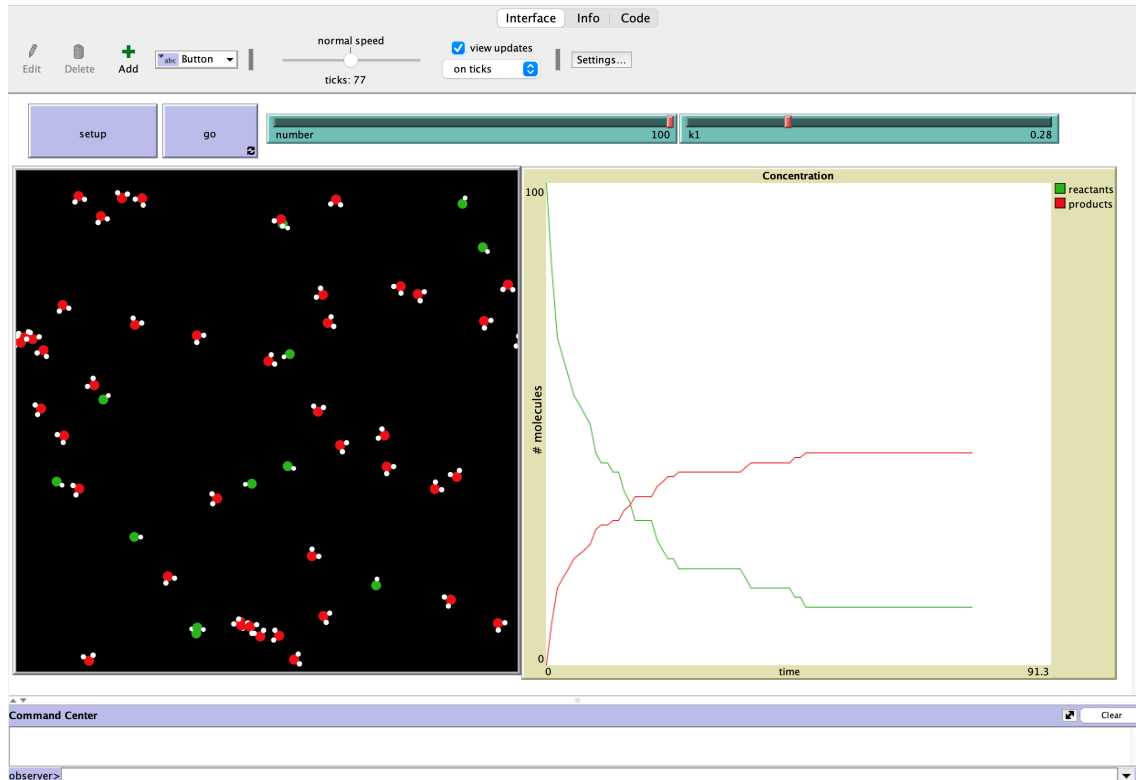 Interface Info Code
Edit Delete Add abc Button normal speed view updates Settings...
ticks: 77 on ticks
setup go number 100 k1 0.28
Concentration
100 reactants
products
# molecules
0
0 time 91.3
Command Center Clear
observer>